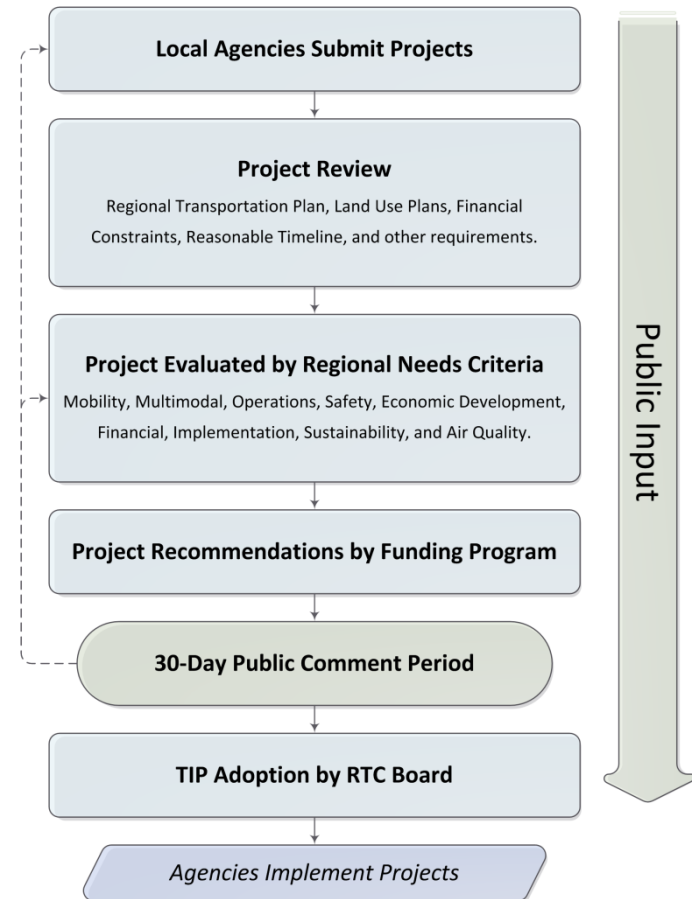 Local Agencies Submit Projects
Project Review
Regional Transportation Plan, Land Use Plans, Financial
Constraints, Reasonable Timeline, and other requirements.
Project Evaluated by Regional Needs Criteria
Mobility, Multimodal, Operations, Safety, Economic Development,
Financial, Implementation, Sustainability, and Air Quality.
Project Recommendations by Funding Program
30-Day Public Comment Period
TIP Adoption by RTC Board
Agencies Implement Projects
Public Input